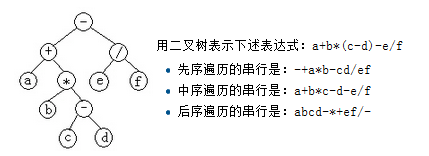 -
+
/
a
*
e
f
b
-
c
d
用二叉树表示下述表达式: a+b*(c-d)-e/f
• 先序遍历的串行是: -+a*b-cd/ef
• 中序遍历的串行是: a+b*c-d-e/f
• 后序遍历的串行是: abcd-*+ef/-